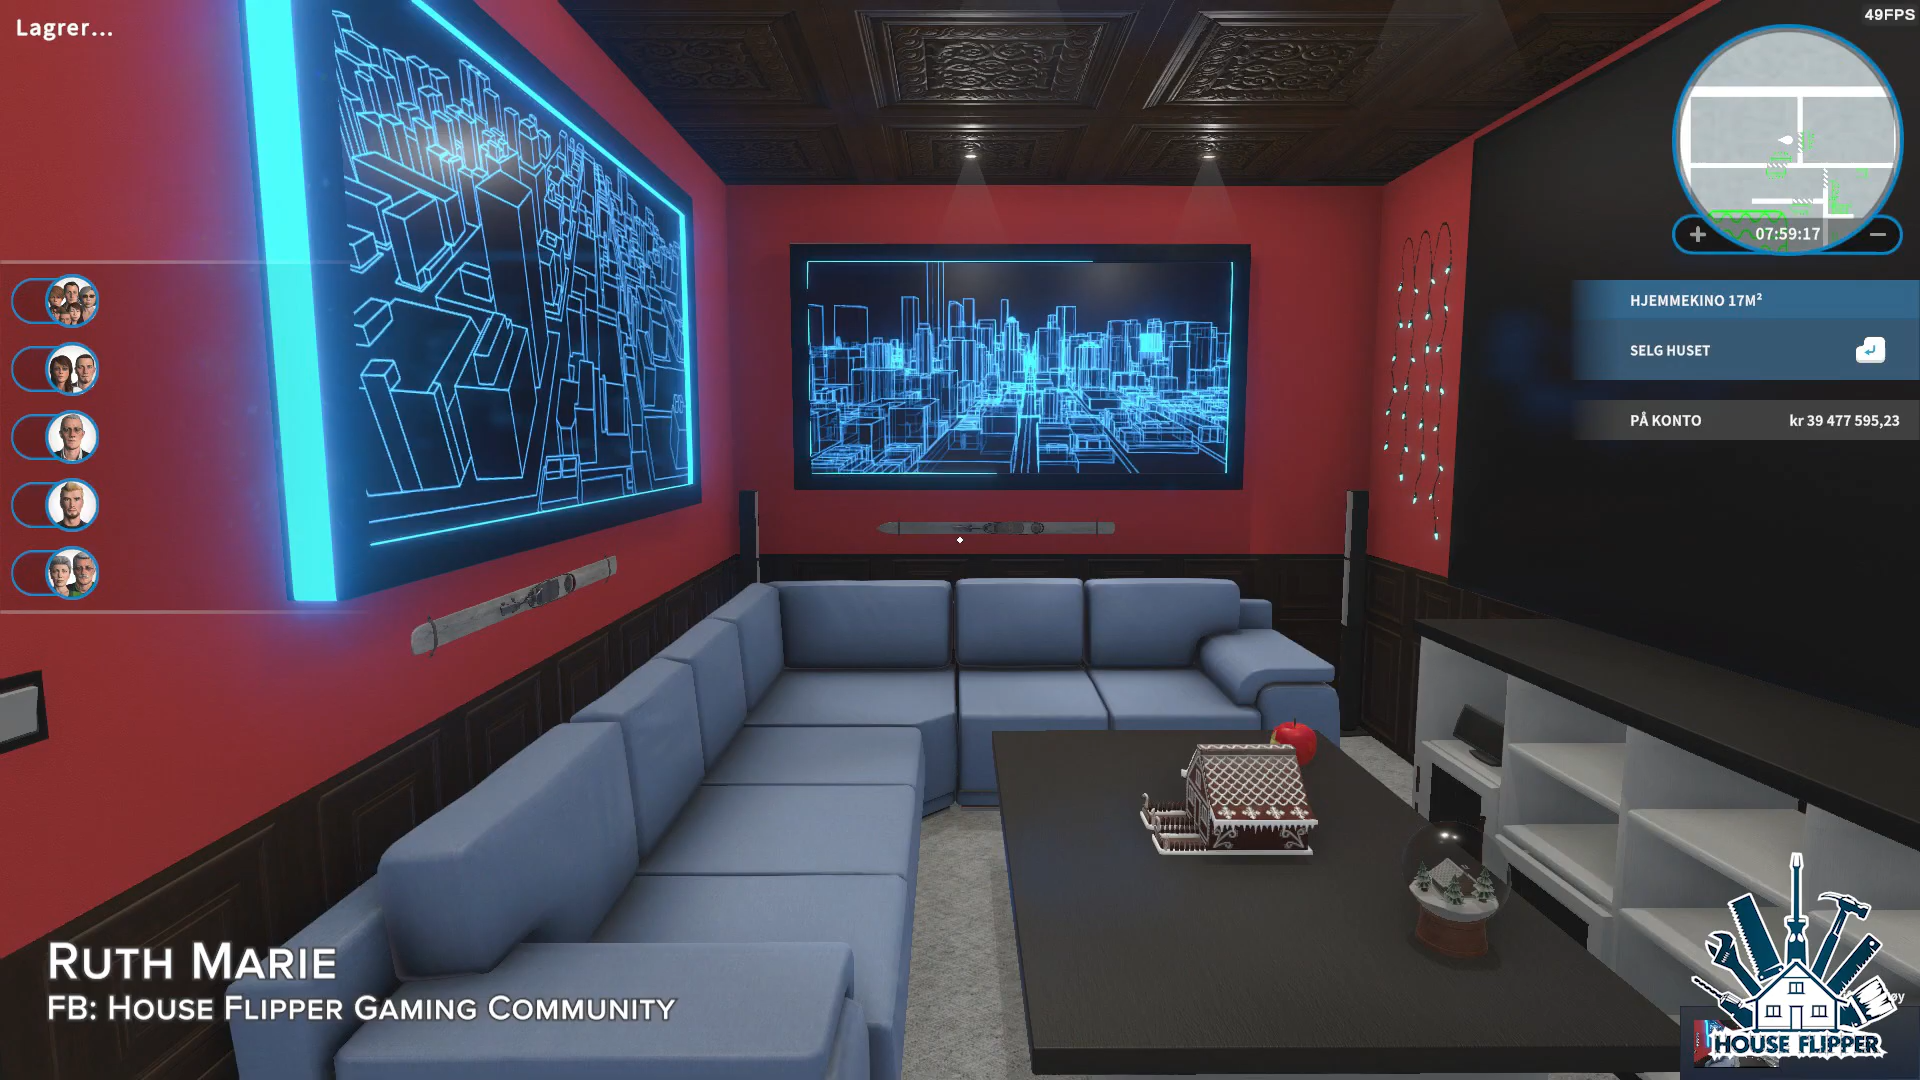 Lagrer...
49FPS
07:59:17
HJEMMEKINO 17M²
SELG HUSET
PÅ KONTO kr 39 477 595,23
RUTH MARIE
FB: HOUSE FLIPPER GAMING COMMUNITY
HOUSE FLIPPER